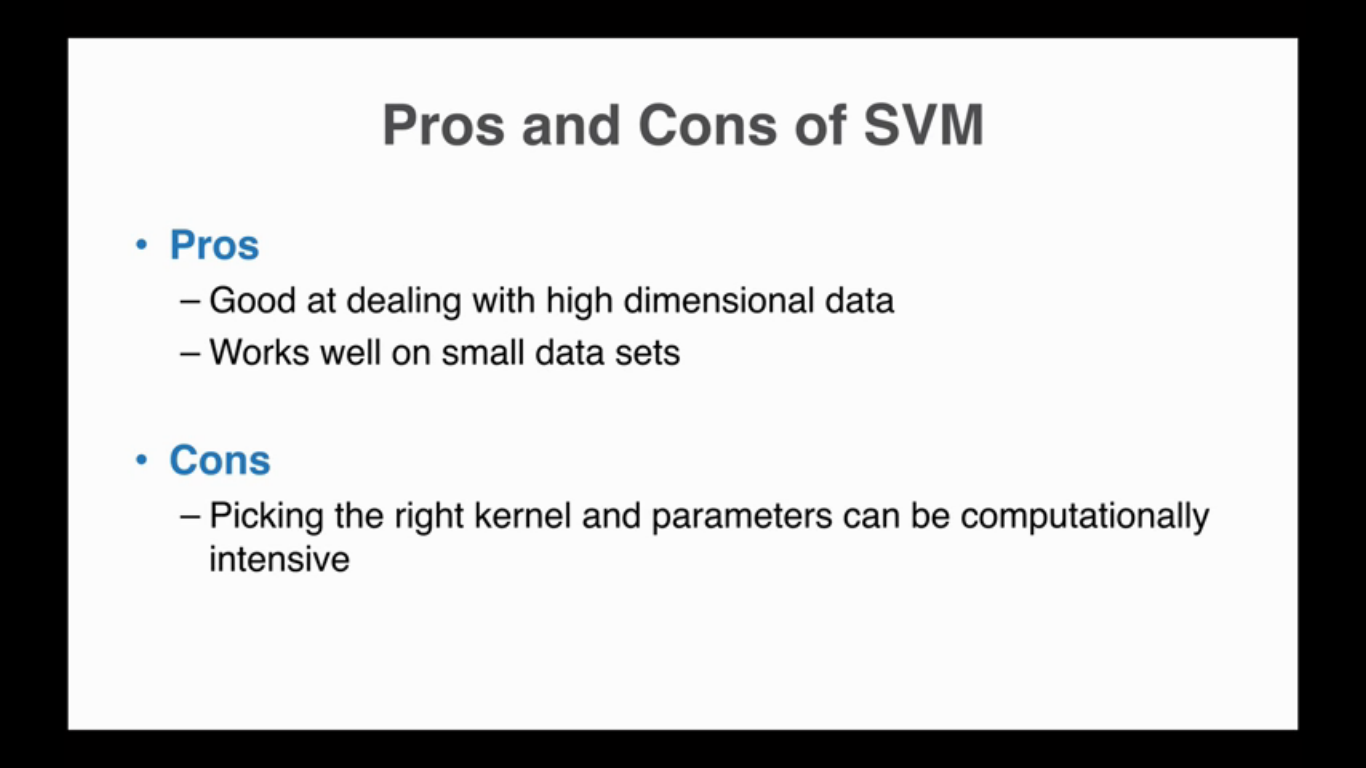 Pros and Cons of SVM
• Pros
– Good at dealing with high dimensional data
– Works well on small data sets
• Cons
– Picking the right kernel and parameters can be computationally
intensive